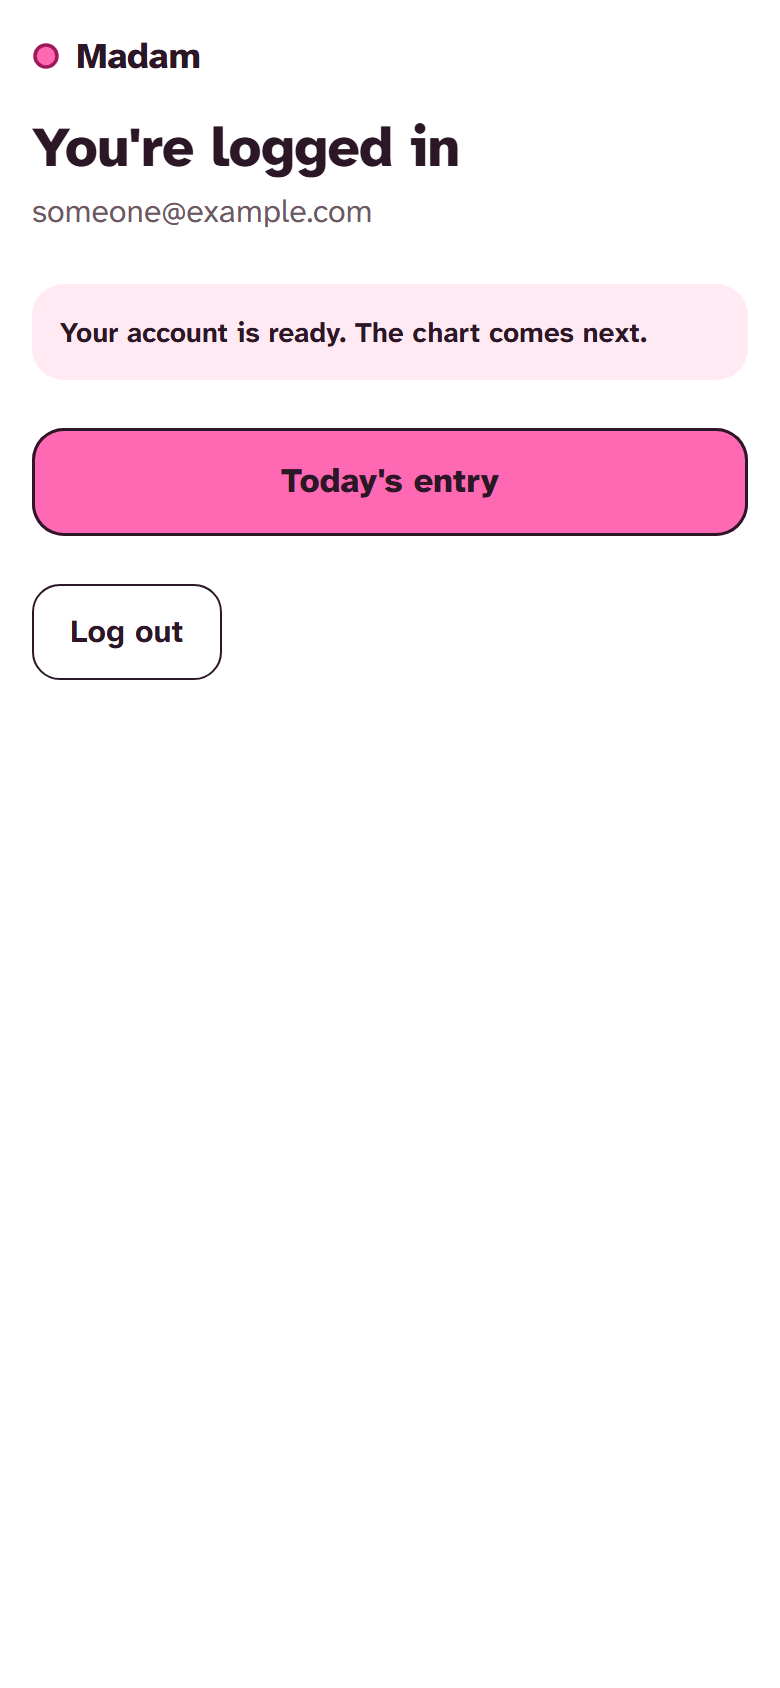 Madam
You're logged in
someone@example.com
Your account is ready. The chart comes next.
Today's entry
Log out